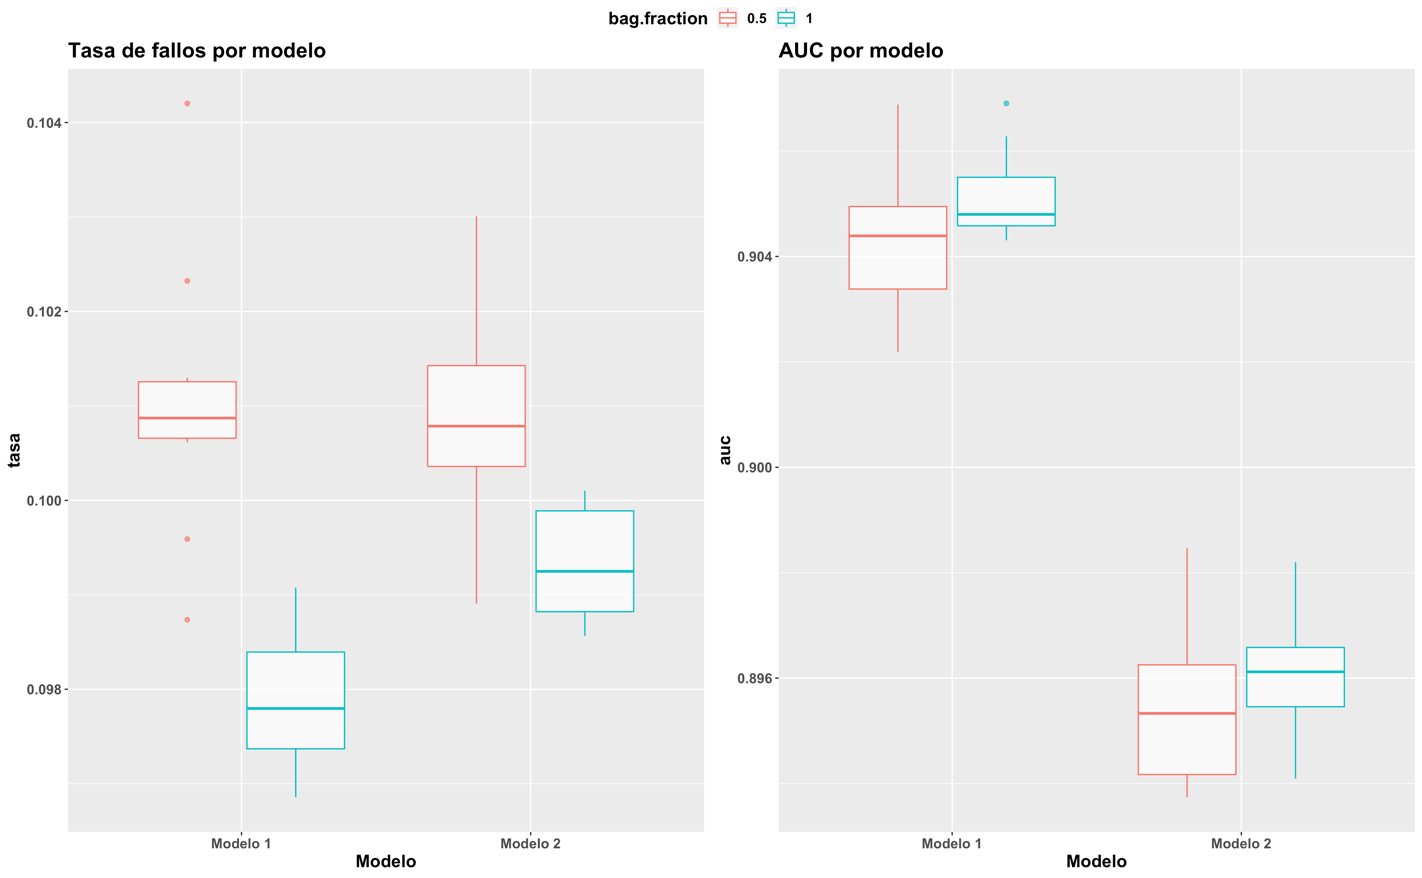 bag.fraction 0.5 1
Tasa de fallos por modelo
tasa
0.104
0.102
0.100
0.098
Modelo 1 Modelo 2
Modelo
AUC por modelo
auc
0.904
0.900
0.896
Modelo 1 Modelo 2
Modelo